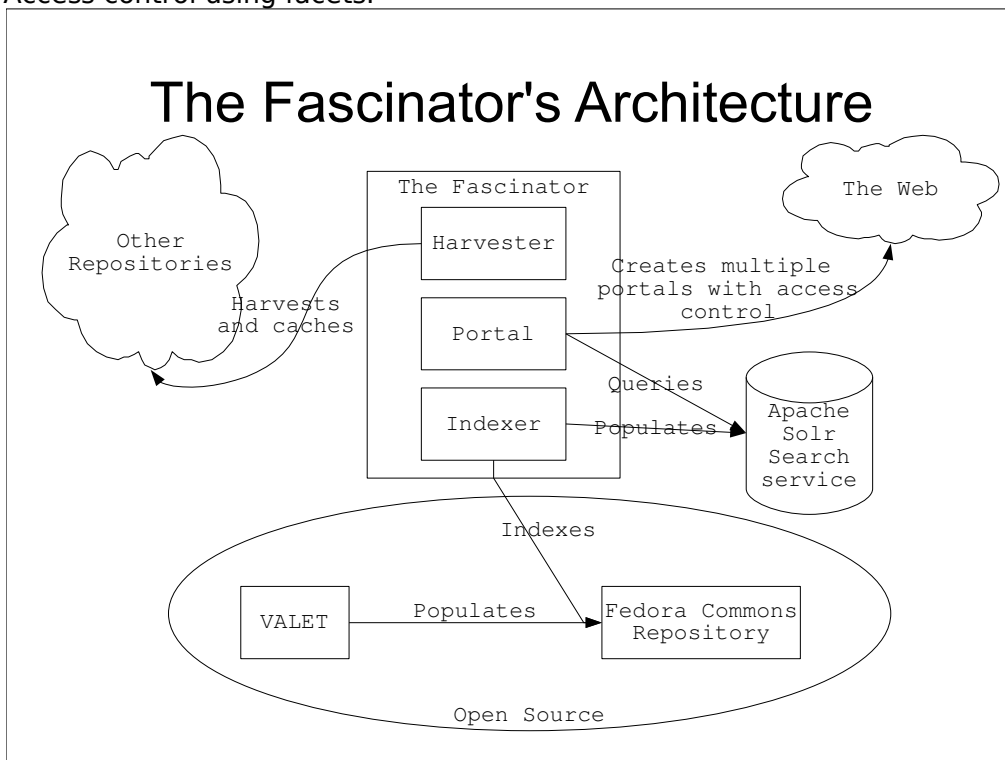 Access control using facets.
The Fascinator's Architecture
The Fascinator
The Web
Harvester
Other
Repositories
Creates multiple
portals with access
control
Harvests
and caches
Portal
Queries
Indexer
Populates
Apache
Solr
Search
service
Indexes
VALET
Populates
Fedora Commons
Repository
Open Source